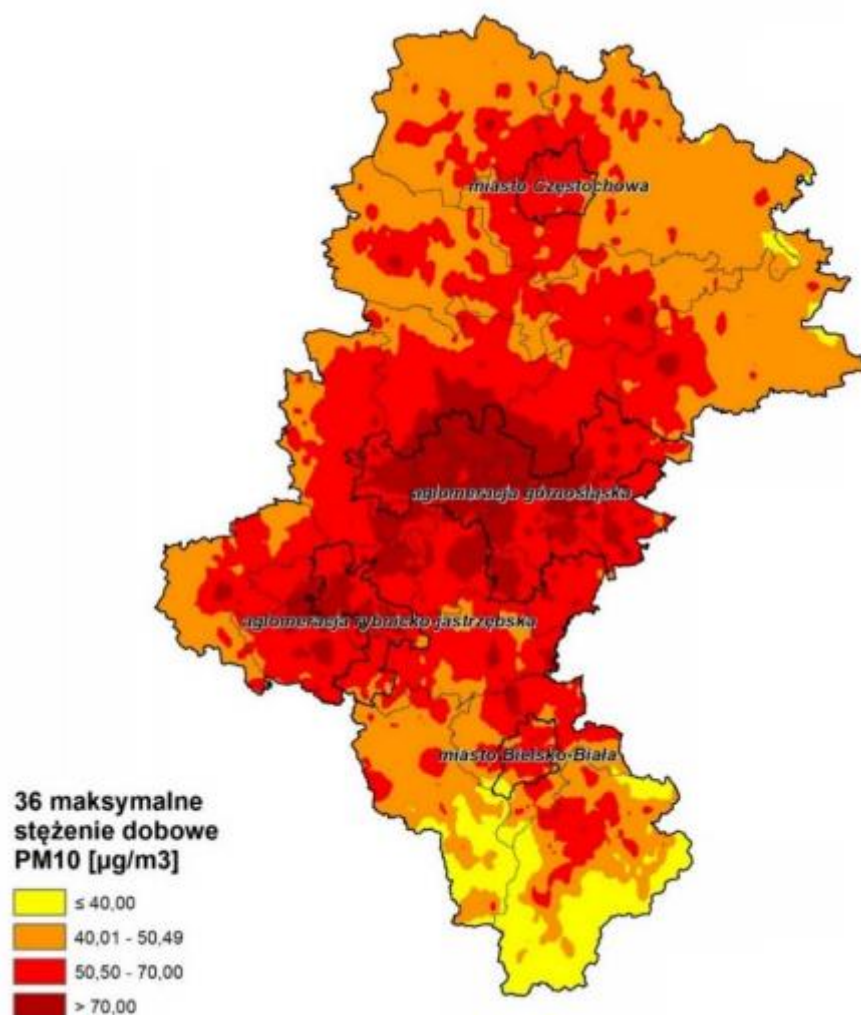 miasto Częstochowa
aglomeracja górnośląska
aglomeracja rybnicko-jastrzębska
miasto Bielsko-Biała
36 maksymalne
stężenie dobowe
PM10 [µg/m3]
≤ 40,00
40,01 - 50,49
50,50 - 70,00
> 70,00